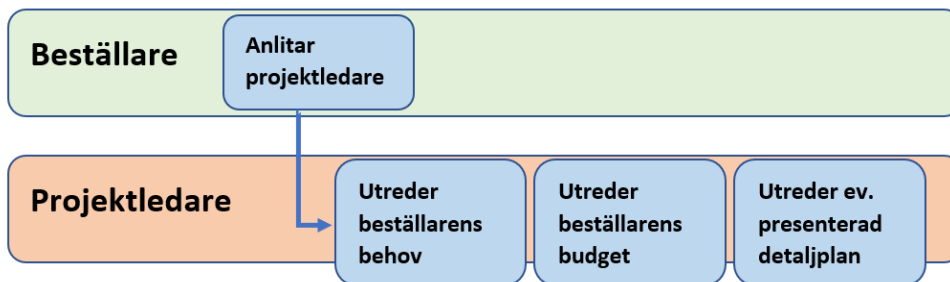 Beställare
Anlitar
projektledare
Projektledare
Utreder
beställarens
behov
Utreder
beställarens
budget
Utreder ev.
presenterad
detaljplan